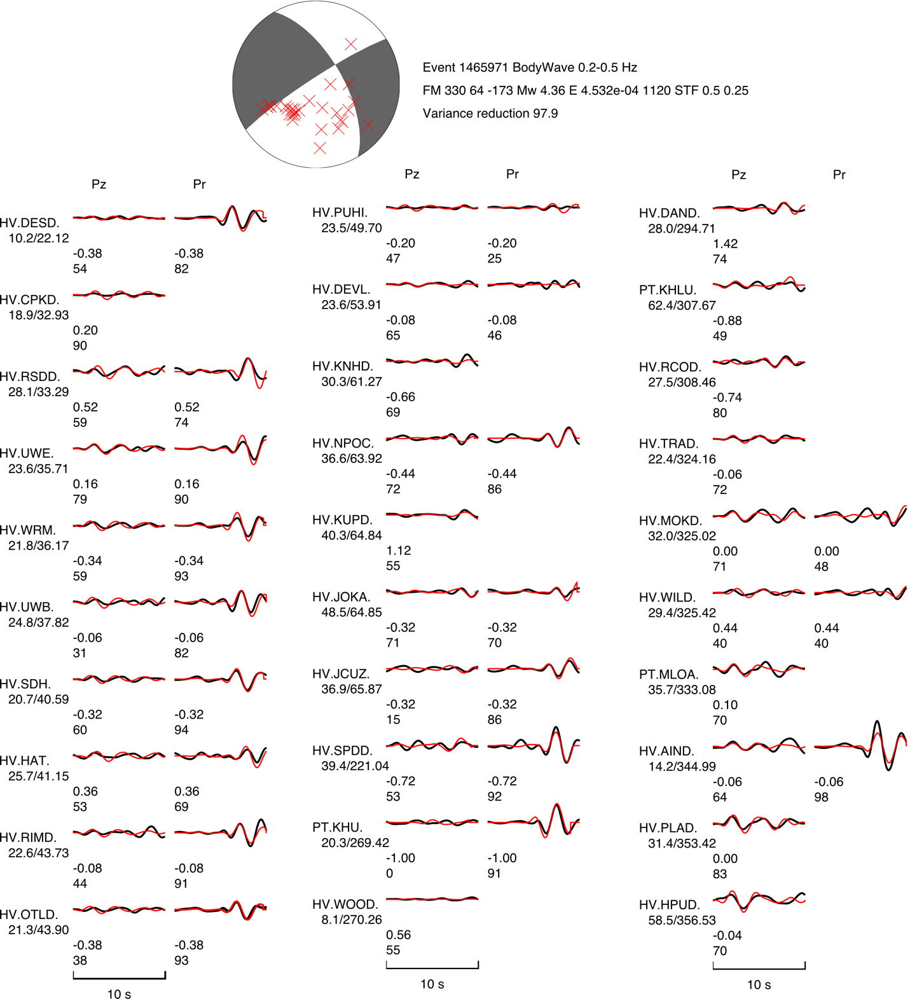 Event 1465971 BodyWave 0.2-0.5 Hz
FM 330 64 -173 Mw 4.36 E 4.532e-04 1120 STF 0.5 0.25
Variance reduction 97.9
Pz Pr
HV.DESD.
10.2/22.12
-0.38 -0.38
54 82
HV.CPKD.
18.9/32.93
0.20
90
HV.RSDD.
28.1/33.29
0.52 0.52
59 74
HV.UWE.
23.6/35.71
0.16 0.16
79 90
HV.WRM.
21.8/36.17
-0.34 -0.34
59 93
HV.UWB.
24.8/37.82
-0.06 -0.06
31 82
HV.SDH.
20.7/40.59
-0.32 -0.32
60 94
HV.HAT.
25.7/41.15
0.36 0.36
53 69
HV.RIMD.
22.6/43.73
-0.08 -0.08
44 91
HV.OTLD.
21.3/43.90
-0.38 -0.38
38 93
10 s
Pz Pr
HV.PUHI.
23.5/49.70
-0.20 -0.20
47 25
HV.DEVL.
23.6/53.91
-0.08 -0.08
65 46
HV.KNHD.
30.3/61.27
-0.66
69
HV.NPOC.
36.6/63.92
-0.44 -0.44
72 86
HV.KUPD.
40.3/64.84
1.12
55
HV.JOKA.
48.5/64.85
-0.32 -0.32
71 70
HV.JCUZ.
36.9/65.87
-0.32 -0.32
15 86
HV.SPDD.
39.4/221.04
-0.72 -0.72
53 92
PT.KHU.
20.3/269.42
-1.00 -1.00
0 91
HV.WOOD.
8.1/270.26
0.56
55
10 s
Pz Pr
HV.DAND.
28.0/294.71
1.42
74
PT.KHLU.
62.4/307.67
-0.88
49
HV.RCOD.
27.5/308.46
-0.74
80
HV.TRAD.
22.4/324.16
-0.06
72
HV.MOKD.
32.0/325.02
0.00 0.00
71 48
HV.WILD.
29.4/325.42
0.44 0.44
40 40
PT.MLOA.
35.7/333.08
0.10
70
HV.AIND.
14.2/344.99
-0.06 -0.06
64 98
HV.PLAD.
31.4/353.42
0.00
83
HV.HPUD.
58.5/356.53
-0.04
70
10 s